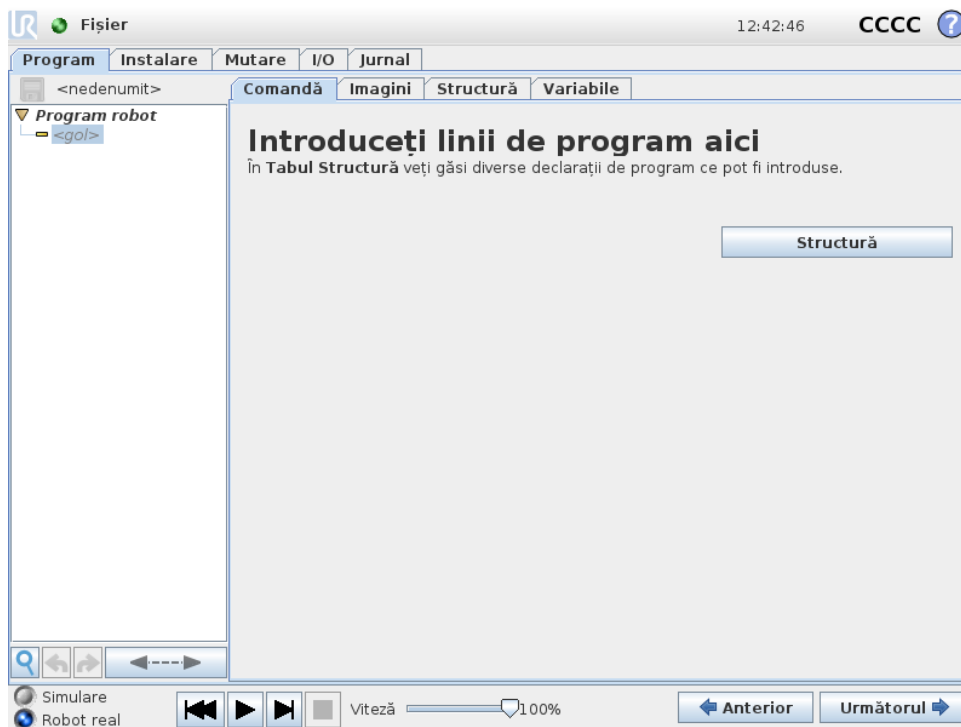 UR Fișier 12:42:46 CCCC ?
Program Instalare Mutare I/O Jurnal
<nedenumit> Comandă Imagini Structură Variabile
Program robot
<gol>
Introduceți linii de program aici
În Tabul Structură veți găsi diverse declarații de program ce pot fi introduse.
Structură
Simulare
Robot real
Viteză 100%
Anterior Următorul